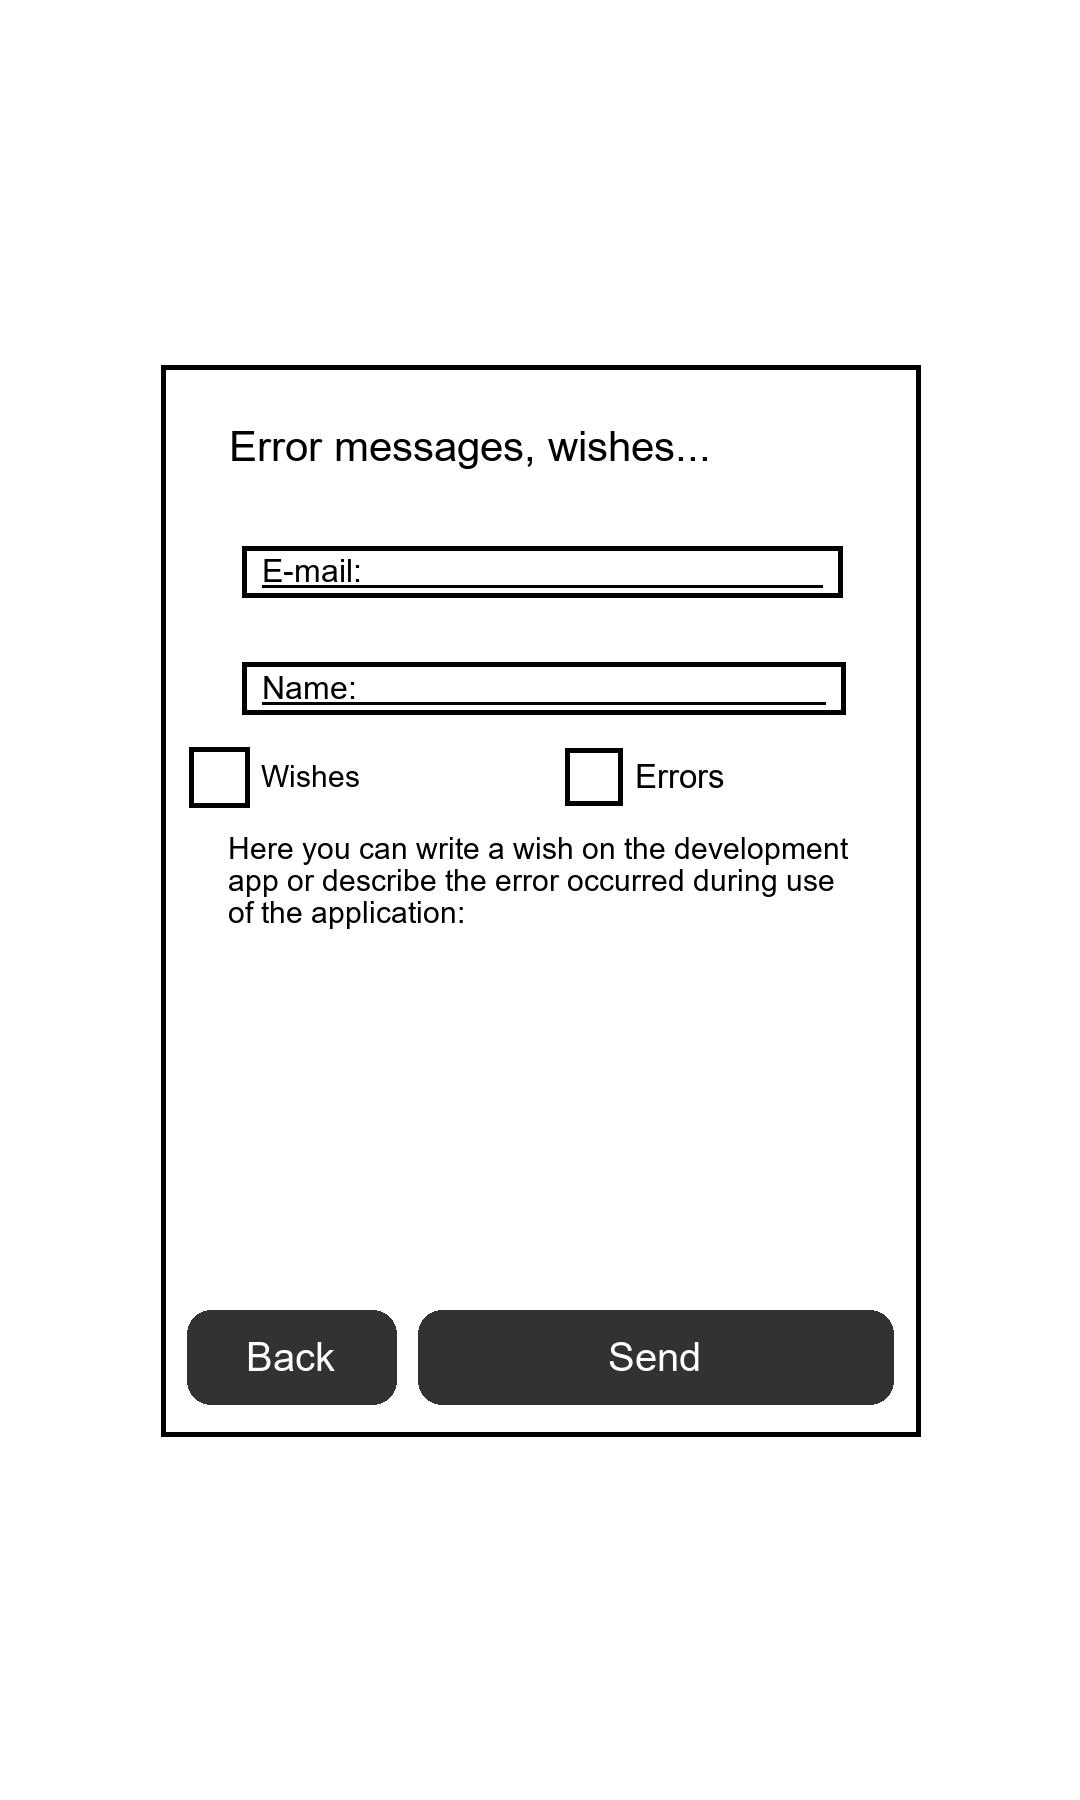 Error messages, wishes...
E-mail:
Name:
Wishes
Errors
Here you can write a wish on the development
app or describe the error occurred during use
of the application:
Back
Send